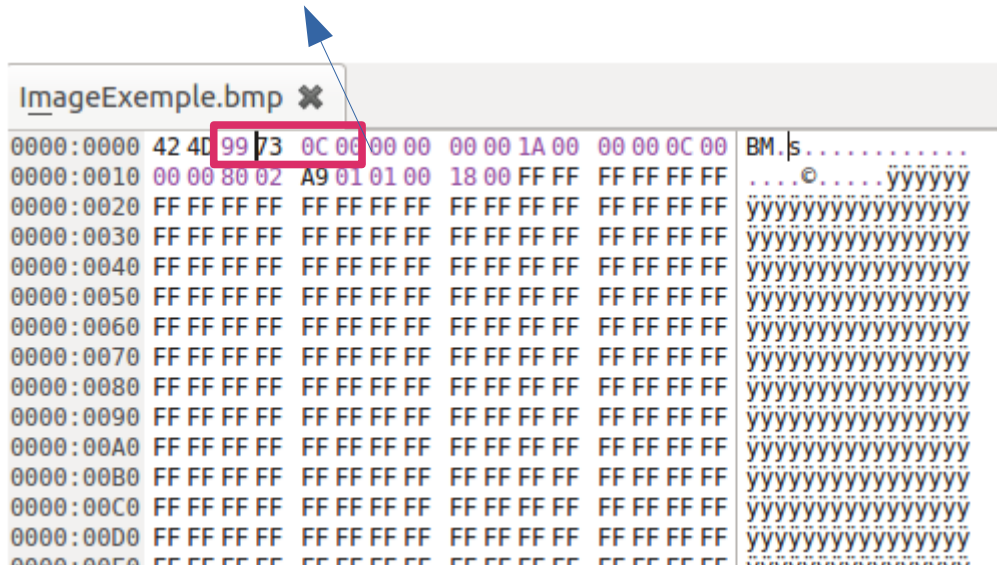 ImageExemple.bmp ✖
0000:0000 42 4D 99 73 0C 00 00 00 00 00 1A 00 00 00 0C 00 BM.s............
0000:0010 00 00 80 02 A9 01 01 00 18 00 FF FF FF FF FF FF ....©.....ÿÿÿÿÿÿ
0000:0020 FF FF FF FF FF FF FF FF FF FF FF FF FF FF FF FF ÿÿÿÿÿÿÿÿÿÿÿÿÿÿÿÿ
0000:0030 FF FF FF FF FF FF FF FF FF FF FF FF FF FF FF FF ÿÿÿÿÿÿÿÿÿÿÿÿÿÿÿÿ
0000:0040 FF FF FF FF FF FF FF FF FF FF FF FF FF FF FF FF ÿÿÿÿÿÿÿÿÿÿÿÿÿÿÿÿ
0000:0050 FF FF FF FF FF FF FF FF FF FF FF FF FF FF FF FF ÿÿÿÿÿÿÿÿÿÿÿÿÿÿÿÿ
0000:0060 FF FF FF FF FF FF FF FF FF FF FF FF FF FF FF FF ÿÿÿÿÿÿÿÿÿÿÿÿÿÿÿÿ
0000:0070 FF FF FF FF FF FF FF FF FF FF FF FF FF FF FF FF ÿÿÿÿÿÿÿÿÿÿÿÿÿÿÿÿ
0000:0080 FF FF FF FF FF FF FF FF FF FF FF FF FF FF FF FF ÿÿÿÿÿÿÿÿÿÿÿÿÿÿÿÿ
0000:0090 FF FF FF FF FF FF FF FF FF FF FF FF FF FF FF FF ÿÿÿÿÿÿÿÿÿÿÿÿÿÿÿÿ
0000:00A0 FF FF FF FF FF FF FF FF FF FF FF FF FF FF FF FF ÿÿÿÿÿÿÿÿÿÿÿÿÿÿÿÿ
0000:00B0 FF FF FF FF FF FF FF FF FF FF FF FF FF FF FF FF ÿÿÿÿÿÿÿÿÿÿÿÿÿÿÿÿ
0000:00C0 FF FF FF FF FF FF FF FF FF FF FF FF FF FF FF FF ÿÿÿÿÿÿÿÿÿÿÿÿÿÿÿÿ
0000:00D0 FF FF FF FF FF FF FF FF FF FF FF FF FF FF FF FF ÿÿÿÿÿÿÿÿÿÿÿÿÿÿÿÿ